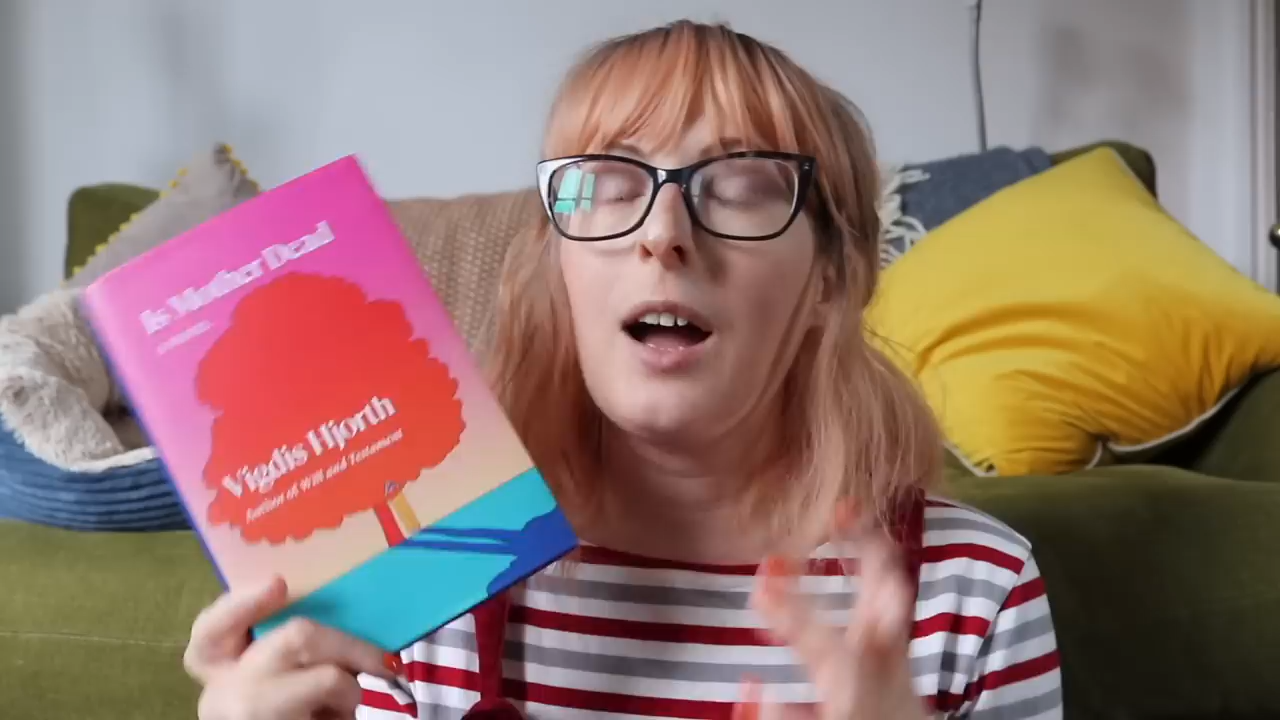 Is Mother Dead
Vigdis Hjorth
Author of Will and Testament